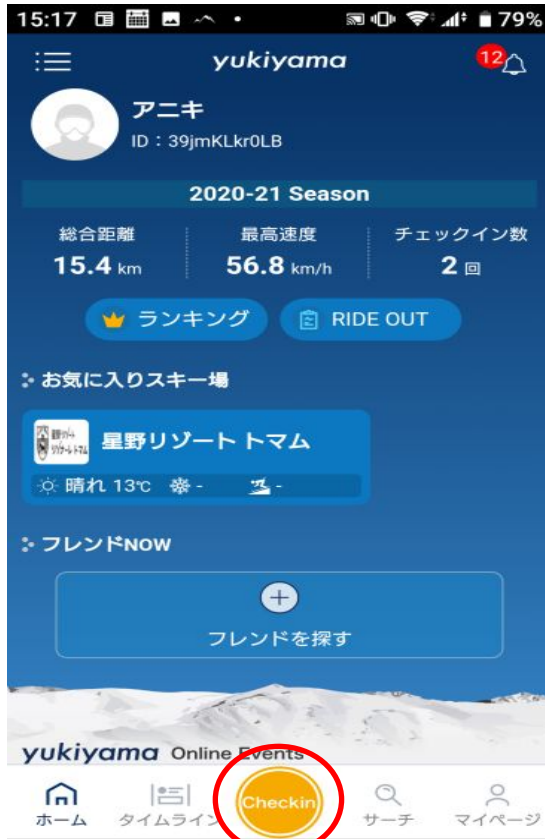 15:17 79%
yukiyama 12
アニキ
ID：39jmKLkr0LB
2020-21 Season
総合距離 最高速度 チェックイン数
15.4 km 56.8 km/h 2 回
ランキング RIDE OUT
お気に入りスキー場
星野リゾート トマム
晴れ 13℃ - -
フレンドNOW
フレンドを探す
yukiyama Online Events
ホーム タイムライン Checkin サーチ マイページ